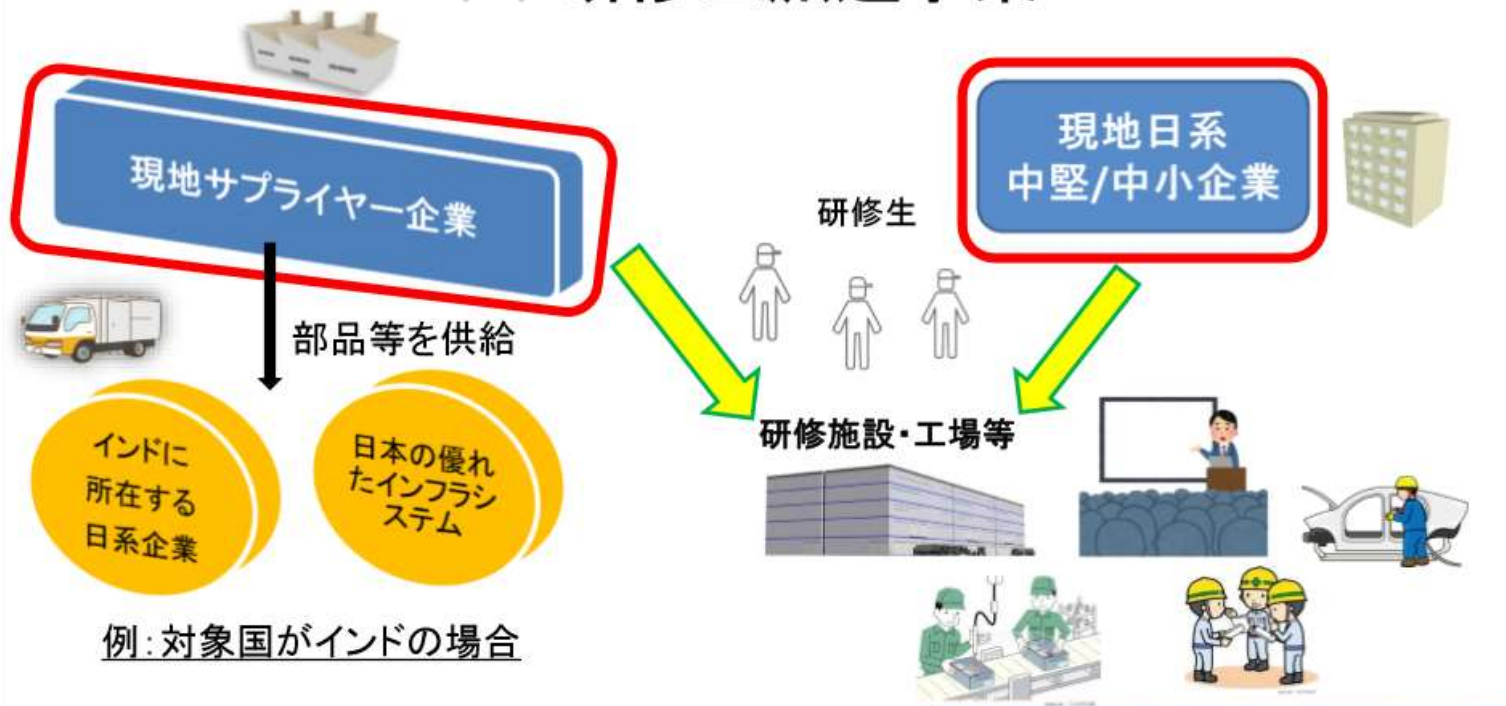 現地サプライヤー企業
現地日系
中堅/中小企業
研修生
部品等を供給
インドに
所在する
日系企業
日本の優れ
たインフラシ
ステム
研修施設・工場等
例:対象国がインドの場合